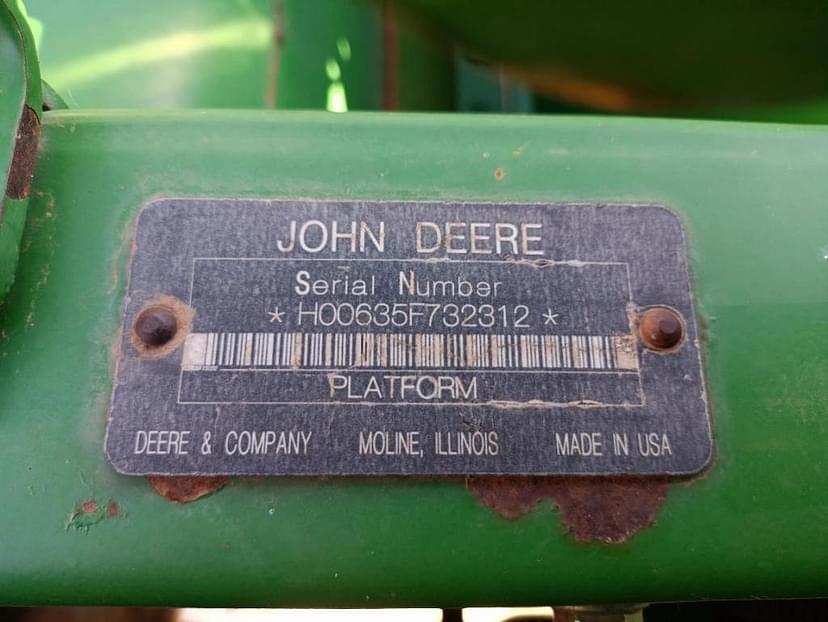 JOHN DEERE
Serial Number
* H00635F732312 *
PLATFORM
DEERE & COMPANY MOLINE, ILLINOIS MADE IN USA